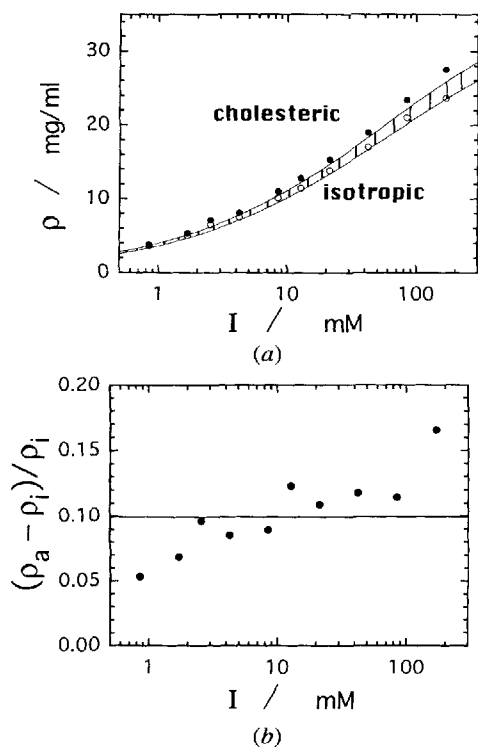 30
20
10
0
ρ / mg/ml
cholesteric
isotropic
1
10
100
I / mM
(a)
0.20
0.15
0.10
0.05
0.00
(ρa – ρi)/ρi
1
10
100
I / mM
(b)